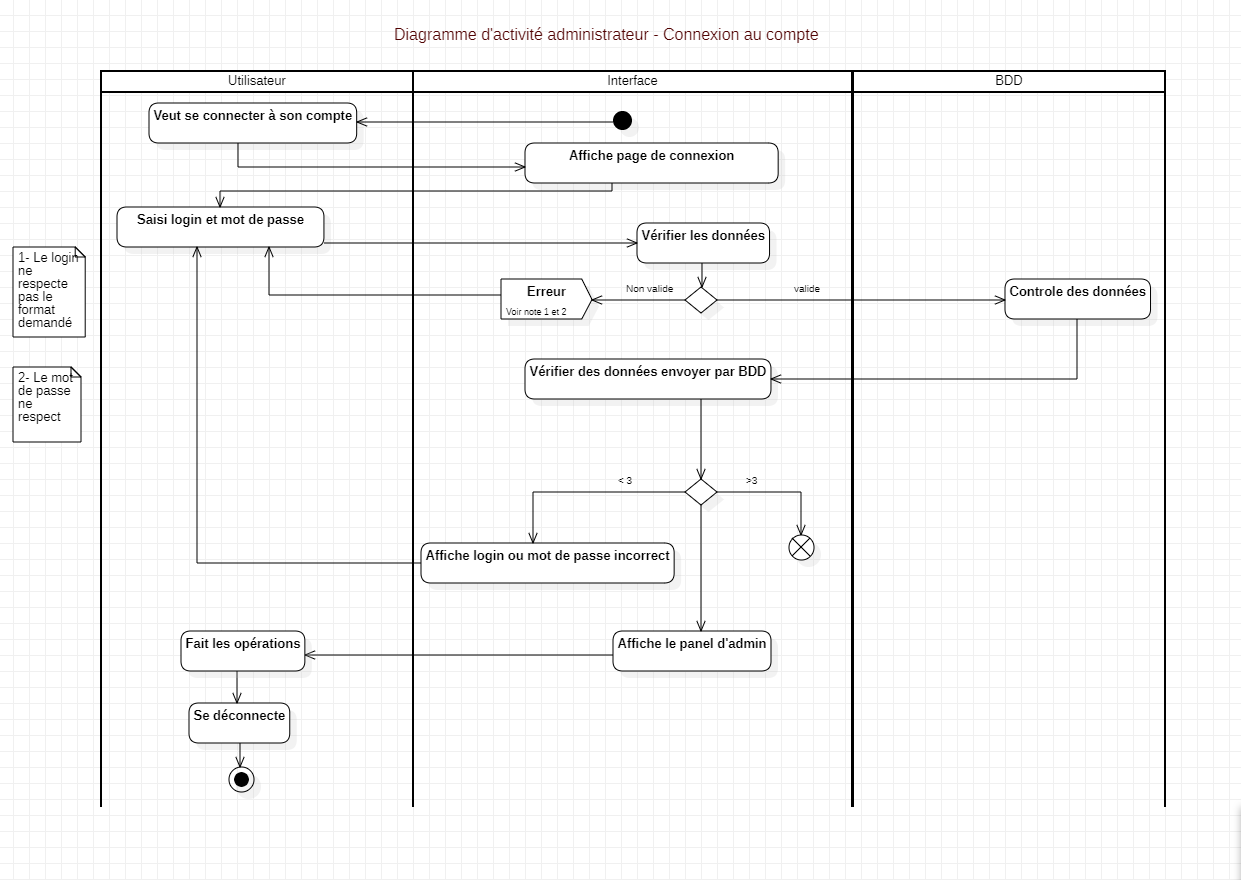 Diagramme d'activité administrateur - Connexion au compte
Utilisateur
Interface
BDD
Veut se connecter à son compte
Affiche page de connexion
Saisi login et mot de passe
Vérifier les données
1- Le login
ne
respecte
pas le
format
demandé
Erreur
Voir note 1 et 2
Non valide
valide
Controle des données
2- Le mot
de passe
ne
respect
Vérifier des données envoyer par BDD
< 3
>3
Affiche login ou mot de passe incorrect
Fait les opérations
Affiche le panel d'admin
Se déconnecte